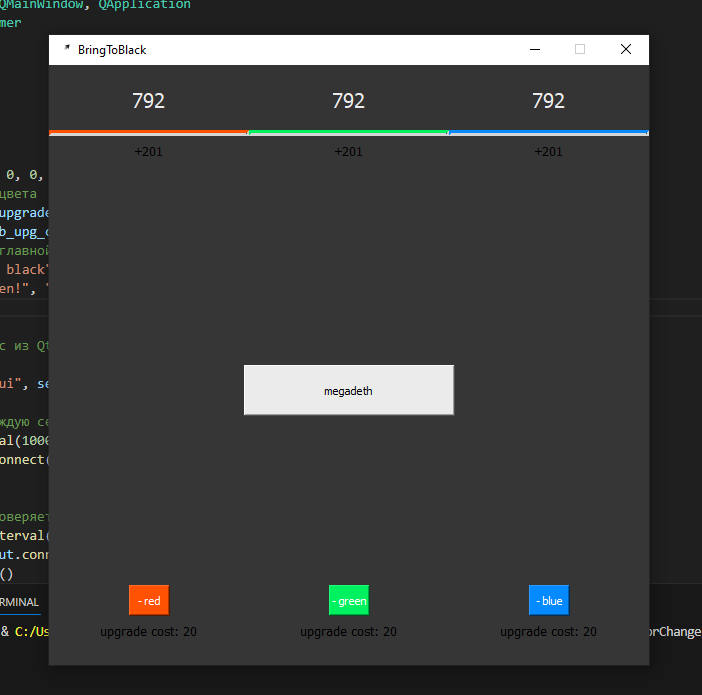 QMainWindow, QApplication
mer
BringToBlack
792 792 792
+201 +201 +201
0, 0,
цвета
upgrade
b_upg_c
главной
black"
en!", "
с из Qt
ui", se
megadeth
ждую се
al(1000
onnect(
оверяет
terval(
ut.conn
()
- red - green - blue
RMINAL
& C:/Us
upgrade cost: 20 upgrade cost: 20 upgrade cost: 20
orChange